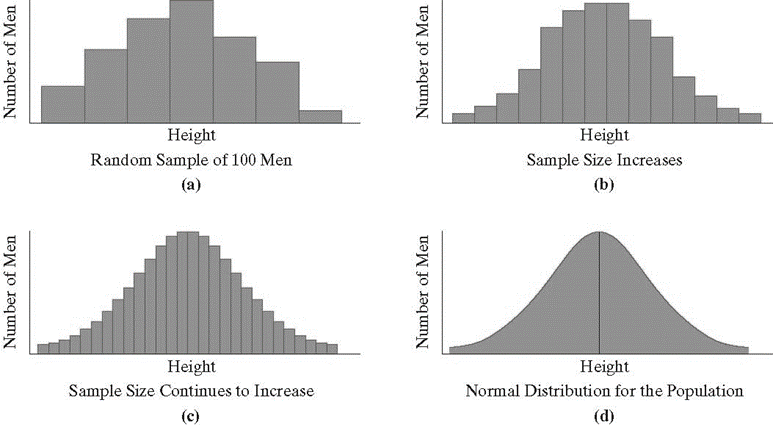 Number of Men
Height
Random Sample of 100 Men
(a)
Number of Men
Height
Sample Size Increases
(b)
Number of Men
Height
Sample Size Continues to Increase
(c)
Number of Men
Height
Normal Distribution for the Population
(d)